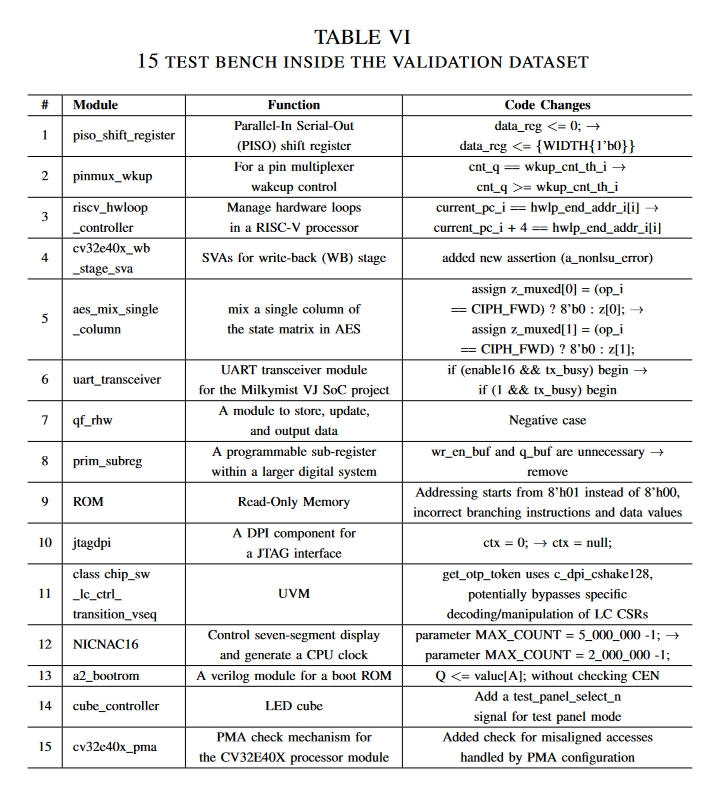 TABLE VI
15 TEST BENCH INSIDE THE VALIDATION DATASET
# Module Function Code Changes
1 piso_shift_register Parallel-In Serial-Out (PISO) shift register data_reg <= 0; → data_reg <= {WIDTH{1'b0}}
2 pinmux_wkup For a pin multiplexer wakeup control cnt_q == wkup_cnt_th_i → cnt_q >= wkup_cnt_th_i
3 riscv_hwloop _controller Manage hardware loops in a RISC-V processor current_pc_i == hwlp_end_addr_i[i] → current_pc_i + 4 == hwlp_end_addr_i[i]
4 cv32e40x_wb _stage_sva SVAs for write-back (WB) stage added new assertion (a_nonlsu_error)
5 aes_mix_single _column mix a single column of the state matrix in AES assign z_muxed[0] = (op_i == CIPH_FWD) ? 8'b0 : z[0]; → assign z_muxed[1] = (op_i == CIPH_FWD) ? 8'b0 : z[1];
6 uart_transceiver UART transceiver module for the Milkymist VJ SoC project if (enable16 && tx_busy) begin → if (1 && tx_busy) begin
7 qf_rhw A module to store, update, and output data Negative case
8 prim_subreg A programmable sub-register within a larger digital system wr_en_buf and q_buf are unnecessary → remove
9 ROM Read-Only Memory Addressing starts from 8'h01 instead of 8'h00, incorrect branching instructions and data values
10 jtagdpi A DPI component for a JTAG interface ctx = 0; → ctx = null;
11 class chip_sw _lc_ctrl_ transition_vseq UVM get_otp_token uses c_dpi_cshake128, potentially bypasses specific decoding/manipulation of LC CSRs
12 NICNAC16 Control seven-segment display and generate a CPU clock parameter MAX_COUNT = 5_000_000 -1; → parameter MAX_COUNT = 2_000_000 -1;
13 a2_bootrom A verilog module for a boot ROM Q <= value[A]; without checking CEN
14 cube_controller LED cube Add a test_panel_select_n signal for test panel mode
15 cv32e40x_pma PMA check mechanism for the CV32E40X processor module Added check for misaligned accesses handled by PMA configuration